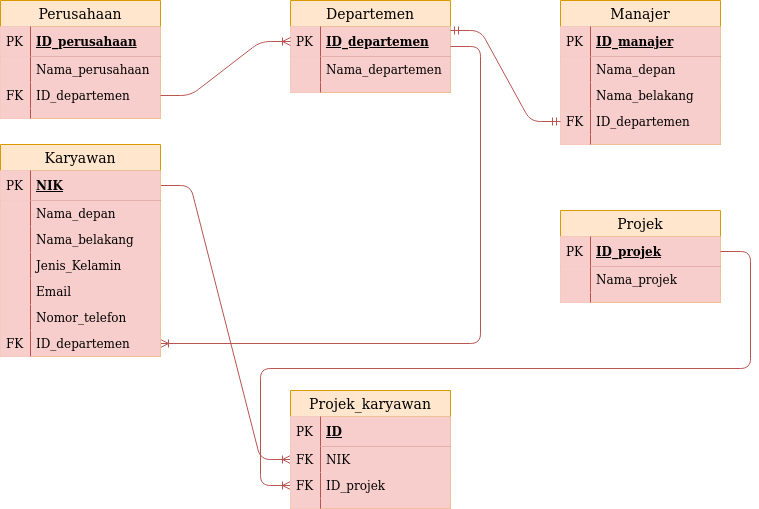 Perusahaan
PK ID_perusahaan
Nama_perusahaan
FK ID_departemen
Departemen
PK ID_departemen
Nama_departemen
Manajer
PK ID_manajer
Nama_depan
Nama_belakang
FK ID_departemen
Karyawan
PK NIK
Nama_depan
Nama_belakang
Jenis_Kelamin
Email
Nomor_telefon
FK ID_departemen
Projek
PK ID_projek
Nama_projek
Projek_karyawan
PK ID
FK NIK
FK ID_projek